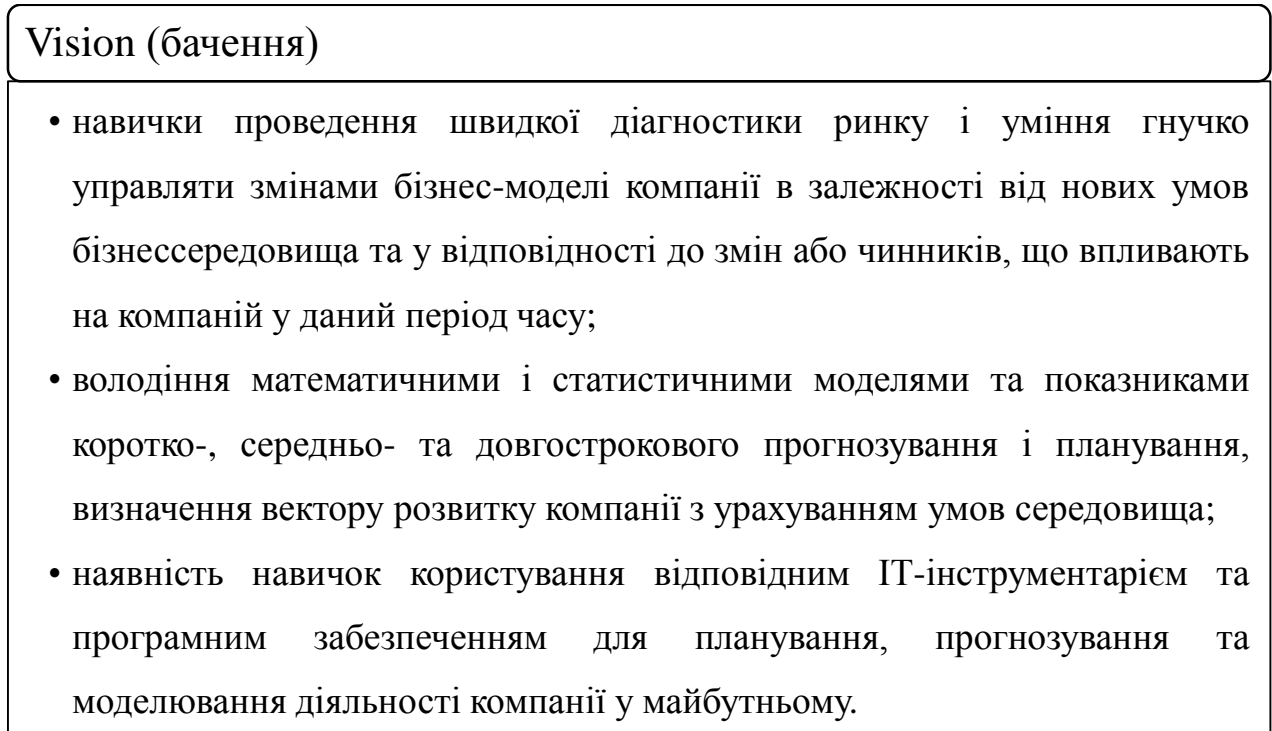 Vision (бачення)
• навички проведення швидкої діагностики ринку і уміння гнучко
управляти змінами бізнес-моделі компанії в залежності від нових умов
бізнессередовища та у відповідності до змін або чинників, що впливають
на компаній у даний період часу;
• володіння математичними і статистичними моделями та показниками
коротко-, середньо- та довгострокового прогнозування і планування,
визначення вектору розвитку компанії з урахуванням умов середовища;
• наявність навичок користування відповідним ІТ-інструментарієм та
програмним забезпеченням для планування, прогнозування та
моделювання діяльності компанії у майбутньому.